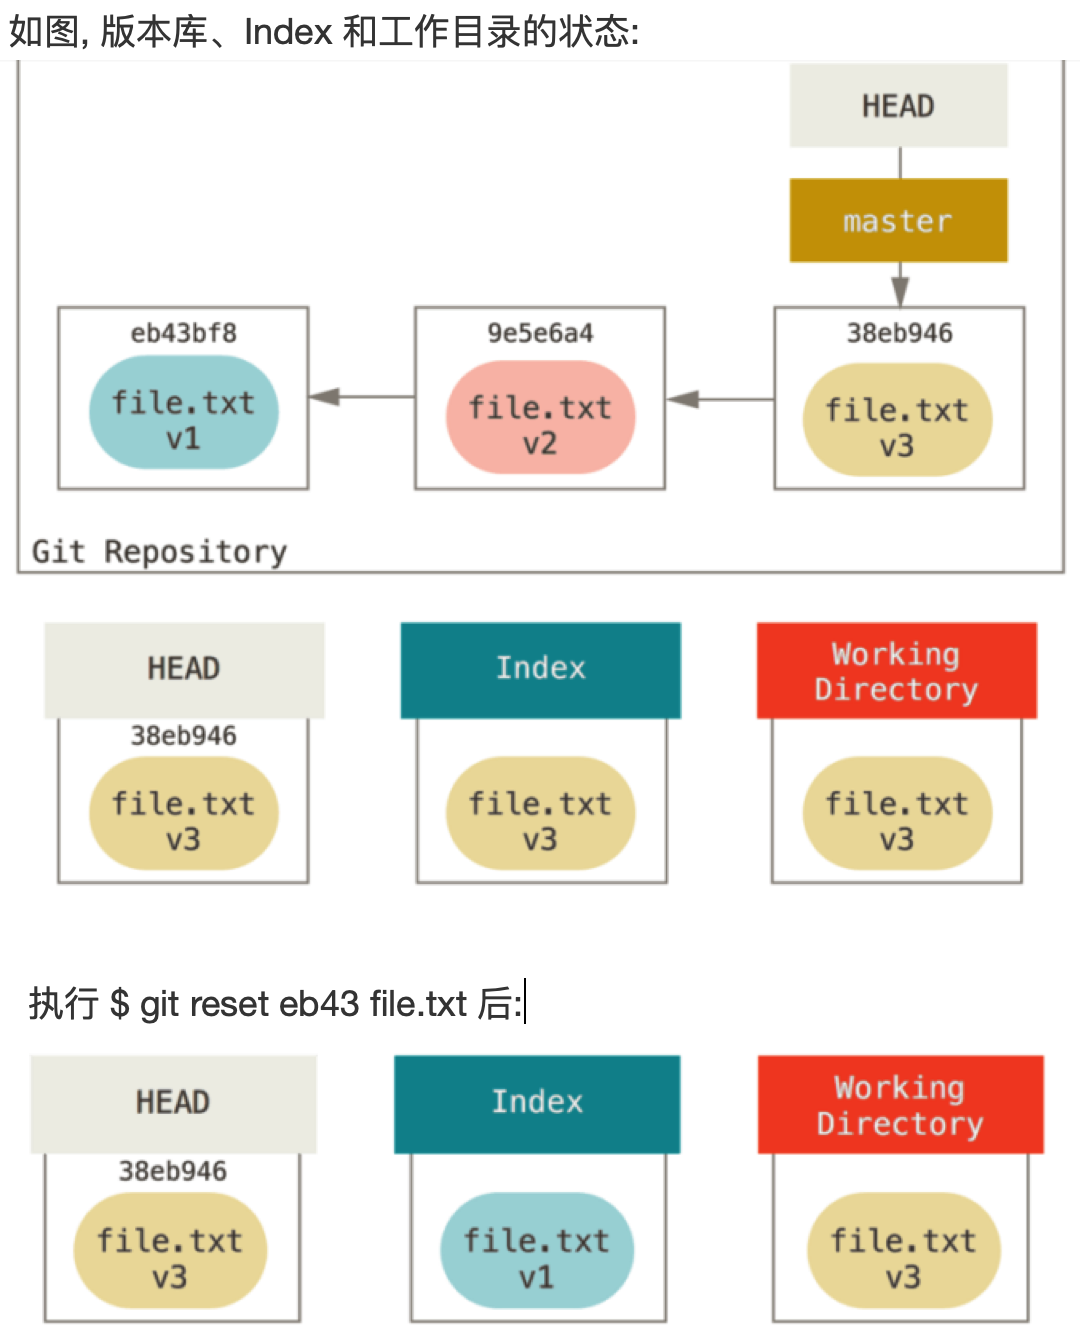 如图, 版本库、Index 和工作目录的状态:
HEAD
master
eb43bf8
file.txt
v1
9e5e6a4
file.txt
v2
38eb946
file.txt
v3
Git Repository
HEAD
38eb946
file.txt
v3
Index
file.txt
v3
Working
Directory
file.txt
v3
执行 $ git reset eb43 file.txt 后:
HEAD
38eb946
file.txt
v3
Index
file.txt
v1
Working
Directory
file.txt
v3